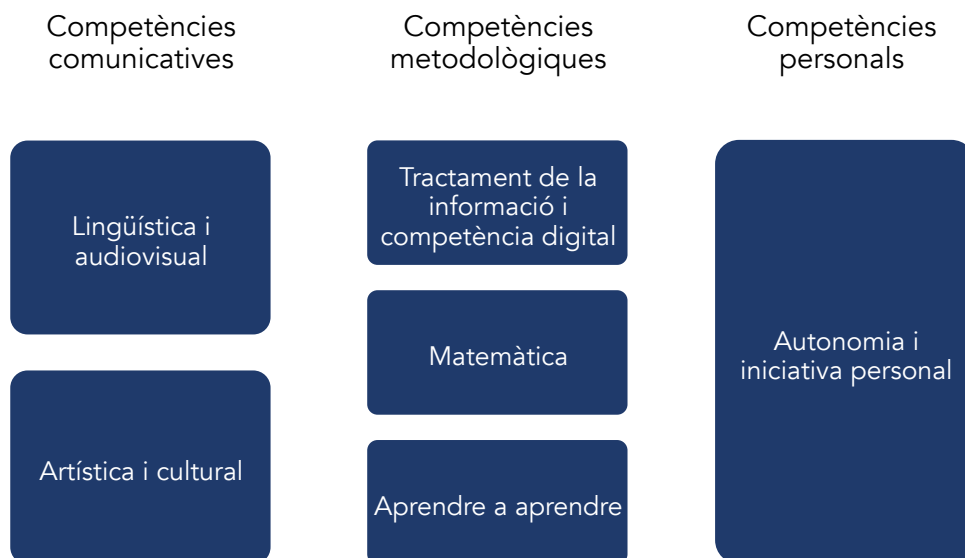 Competències
comunicatives
Competències
metodològiques
Competències
personals
Lingüística i
audiovisual
Artística i cultural
Tractament de la
informació i
competència digital
Matemàtica
Aprendre a aprendre
Autonomia i
iniciativa personal